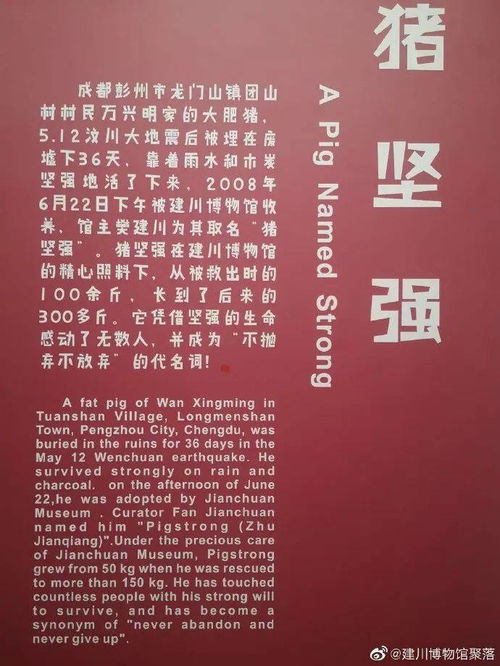 猪坚强
A Pig Named Strong
成都彭州市龙门山镇团山
村村民万兴明家的大肥猪，
5.12汶川大地震后被埋在废
墟下36天，靠着雨水和木炭
坚强地活了下来，2008年
6月22日下午被建川博物馆收
养，馆主樊建川为其取名“猪
坚强”。猪坚强在建川博物馆
的精心照料下，从被救出时的
100余斤，长到了后来的
300多斤。它凭借坚强的生命
感动了无数人，并成为“不抛
弃不放弃”的代名词！
A fat pig of Wan Xingming in
Tuanshan Village, Longmenshan
Town, Pengzhou City, Chengdu, was
buried in the ruins for 36 days in the
May 12 Wenchuan earthquake. He
survived strongly on rain and
charcoal. on the afternoon of June
22,he was adopted by Jianchuan
Museum . Curator Fan Jianchuan
named him "Pigstrong (Zhu
Jianqiang)".Under the precious care
of Jianchuan Museum, Pigstrong
grew from 50 kg when he was rescued
to more than 150 kg. He has touched
countless people with his strong will
to survive, and has become a
synonym of "never abandon and
never give up".
@建川博物馆聚落